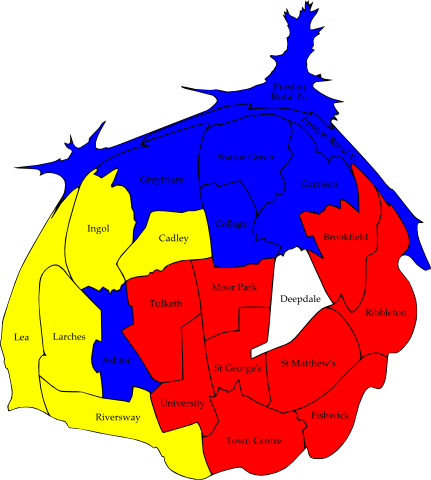 Preston
Rural N.
Preston Rural E.
Sharoe Green
Greyfriars
Garrison
Ingol
College
Cadley
Brookfield
Moor Park
Tulketh
Deepdale
Ribbleton
Lea
Larches
Ashton
St George's
St Matthew's
University
Riversway
Fishwick
Town Centre